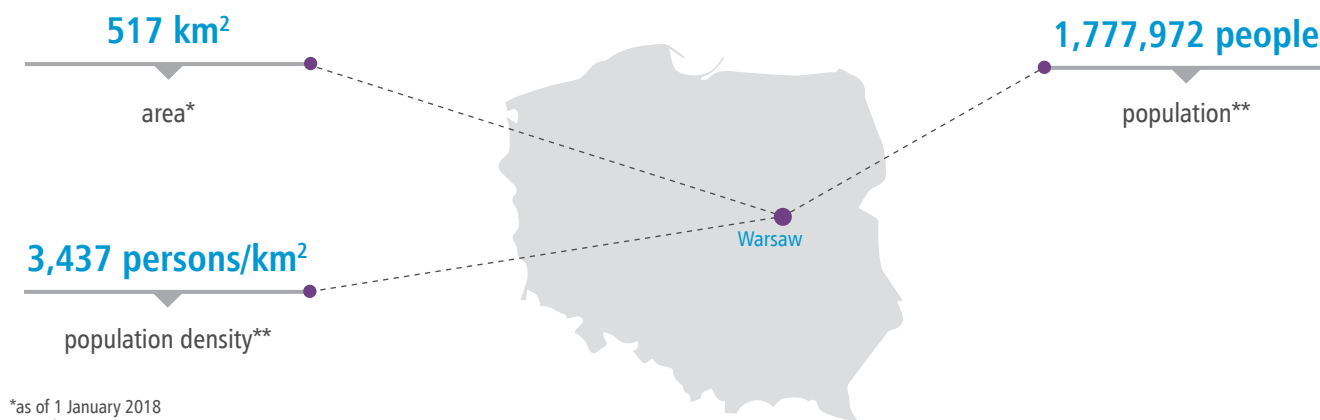 517 km²
area*
1,777,972 people
population**
Warsaw
3,437 persons/km²
population density**
*as of 1 January 2018